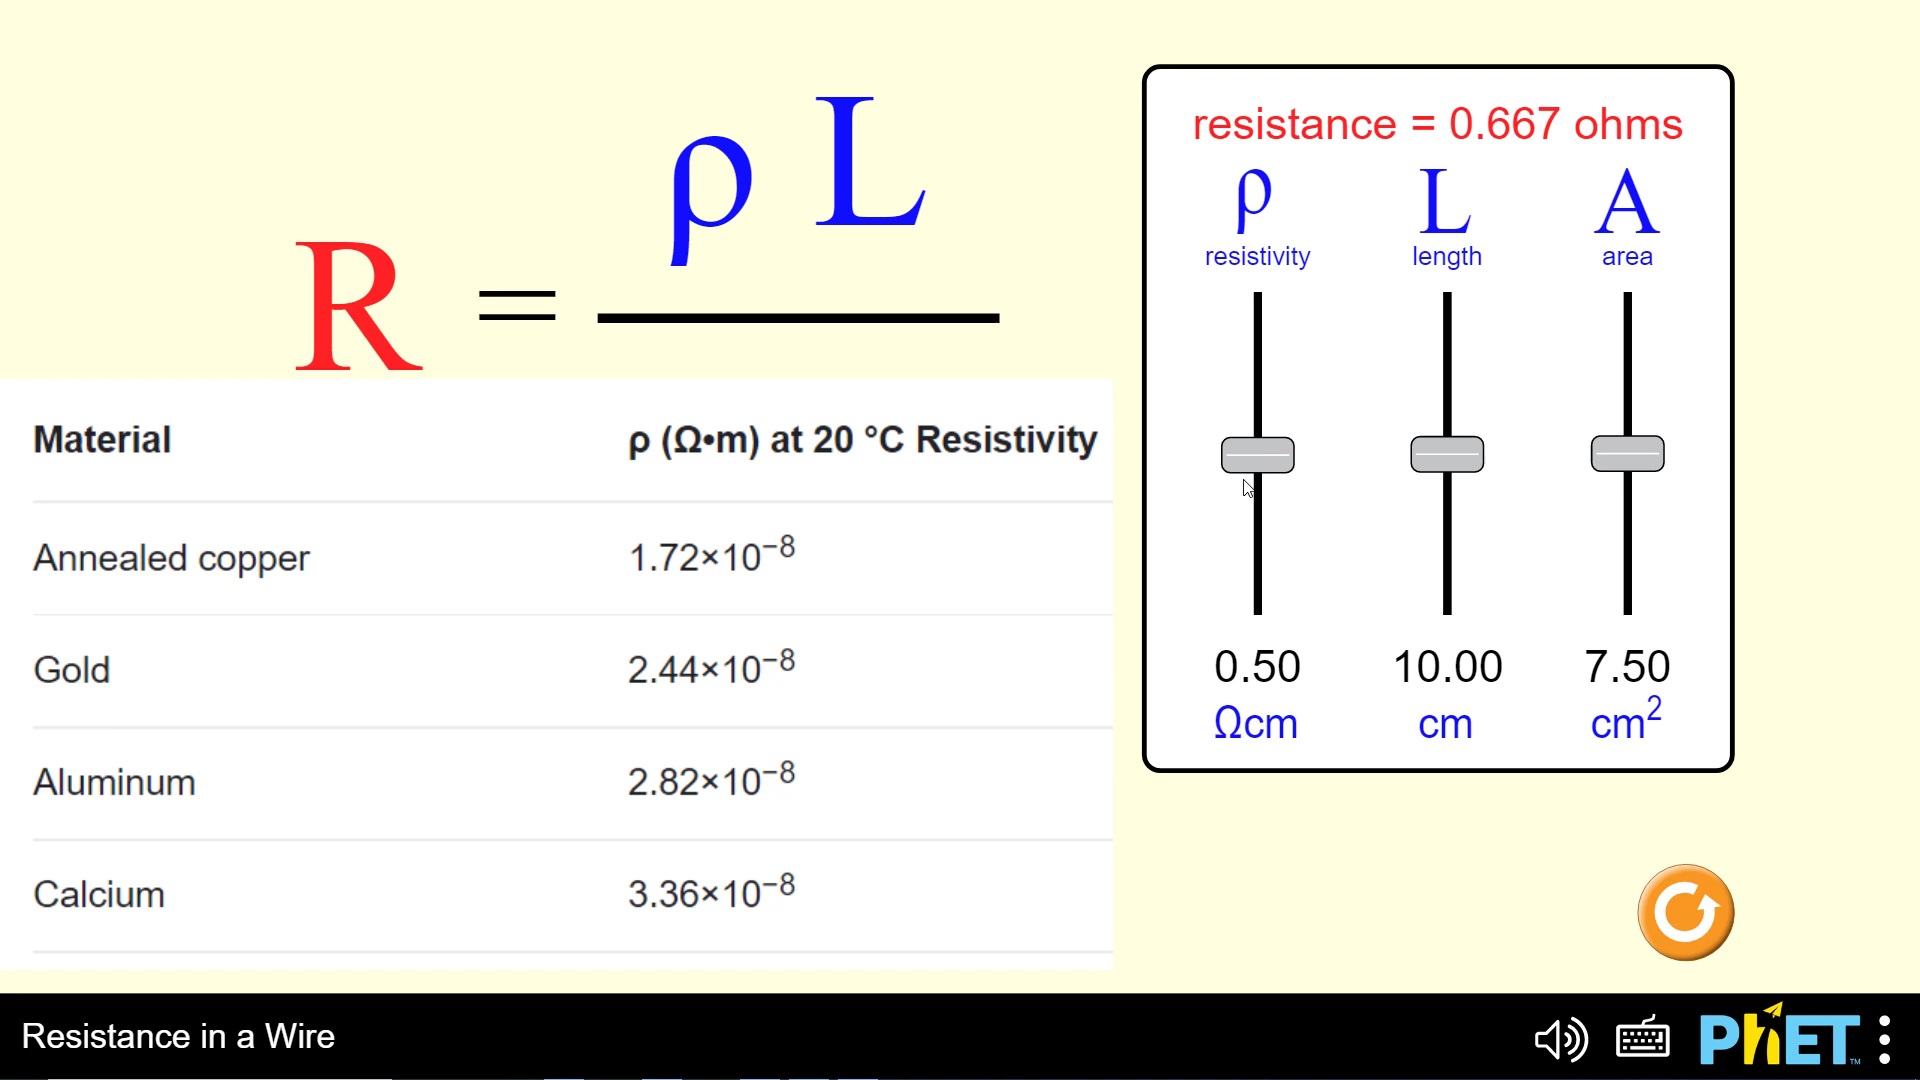 R = ρ L
Material ρ (Ω•m) at 20 °C Resistivity
Annealed copper 1.72×10⁻⁸
Gold 2.44×10⁻⁸
Aluminum 2.82×10⁻⁸
Calcium 3.36×10⁻⁸
resistance = 0.667 ohms
ρ L A
resistivity length area
0.50 10.00 7.50
Ωcm cm cm²
Resistance in a Wire
PhET™